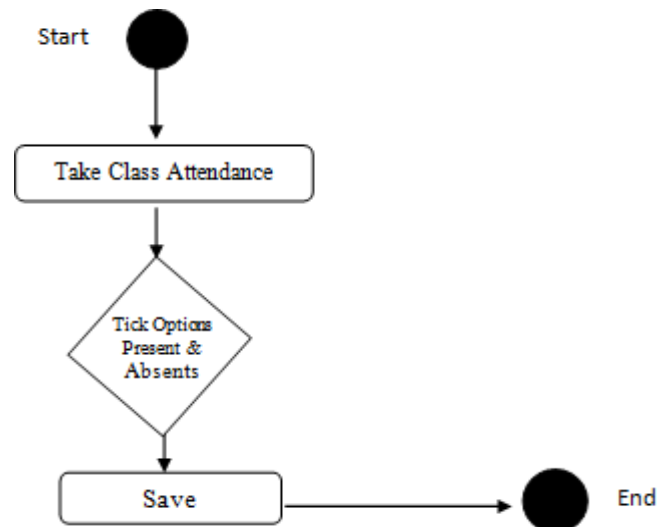 Start
Take Class Attendance
Tick Options
Present &
Absents
Save
End